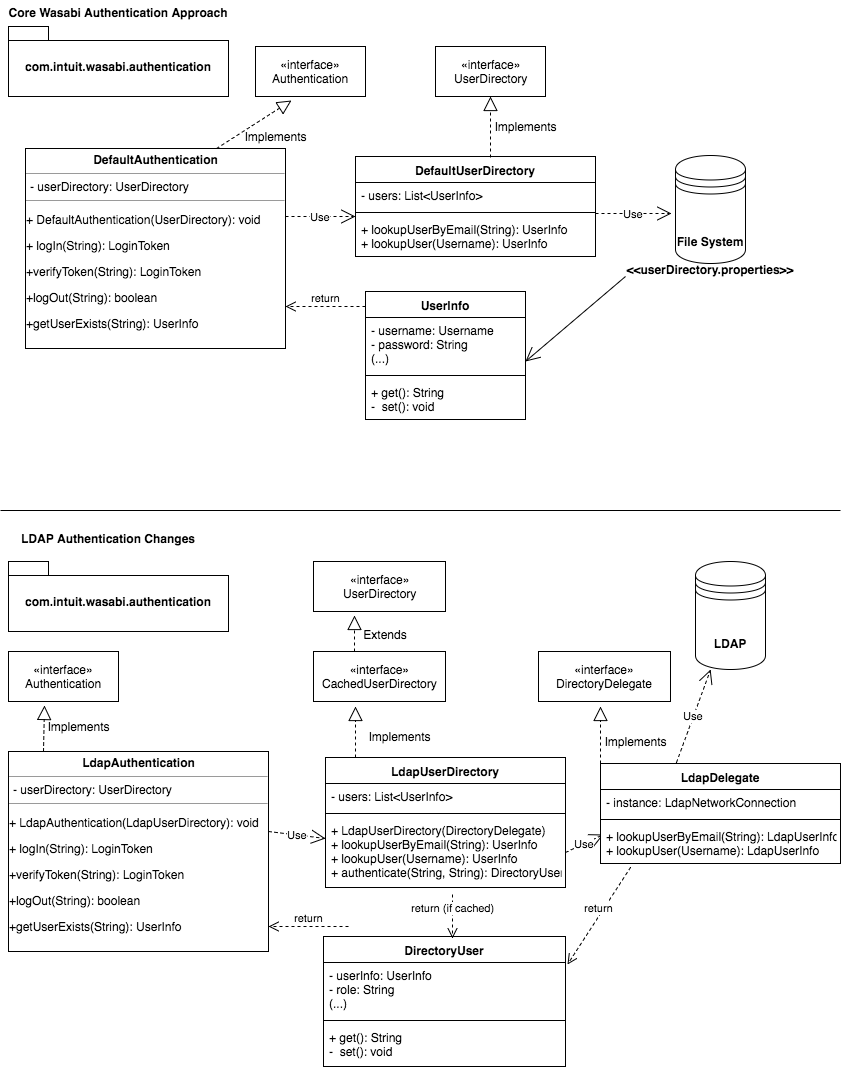 Core Wasabi Authentication Approach
com.intuit.wasabi.authentication
«interface»
Authentication
«interface»
UserDirectory
Implements
Implements
DefaultAuthentication
- userDirectory: UserDirectory
+ DefaultAuthentication(UserDirectory): void
+ logIn(String): LoginToken
+verifyToken(String): LoginToken
+logOut(String): boolean
+getUserExists(String): UserInfo
Use
DefaultUserDirectory
- users: List<UserInfo>
+ lookupUserByEmail(String): UserInfo
+ lookupUser(Username): UserInfo
Use
File System
<<userDirectory.properties>>
return
UserInfo
- username: Username
- password: String
(...)
+ get(): String
- set(): void
LDAP Authentication Changes
com.intuit.wasabi.authentication
«interface»
UserDirectory
Extends
LDAP
«interface»
Authentication
«interface»
CachedUserDirectory
«interface»
DirectoryDelegate
Use
Implements
Implements
Implements
LdapAuthentication
- userDirectory: UserDirectory
+ LdapAuthentication(LdapUserDirectory): void
+ logIn(String): LoginToken
+verifyToken(String): LoginToken
+logOut(String): boolean
+getUserExists(String): UserInfo
Use
LdapUserDirectory
- users: List<UserInfo>
+ LdapUserDirectory(DirectoryDelegate)
+ lookupUserByEmail(String): UserInfo
+ lookupUser(Username): UserInfo
+ authenticate(String, String): DirectoryUse
Use
LdapDelegate
- instance: LdapNetworkConnection
+ lookupUserByEmail(String): LdapUserInfo
+ lookupUser(Username): LdapUserInfo
return (if cached)
return
return
DirectoryUser
- userInfo: UserInfo
- role: String
(...)
+ get(): String
- set(): void